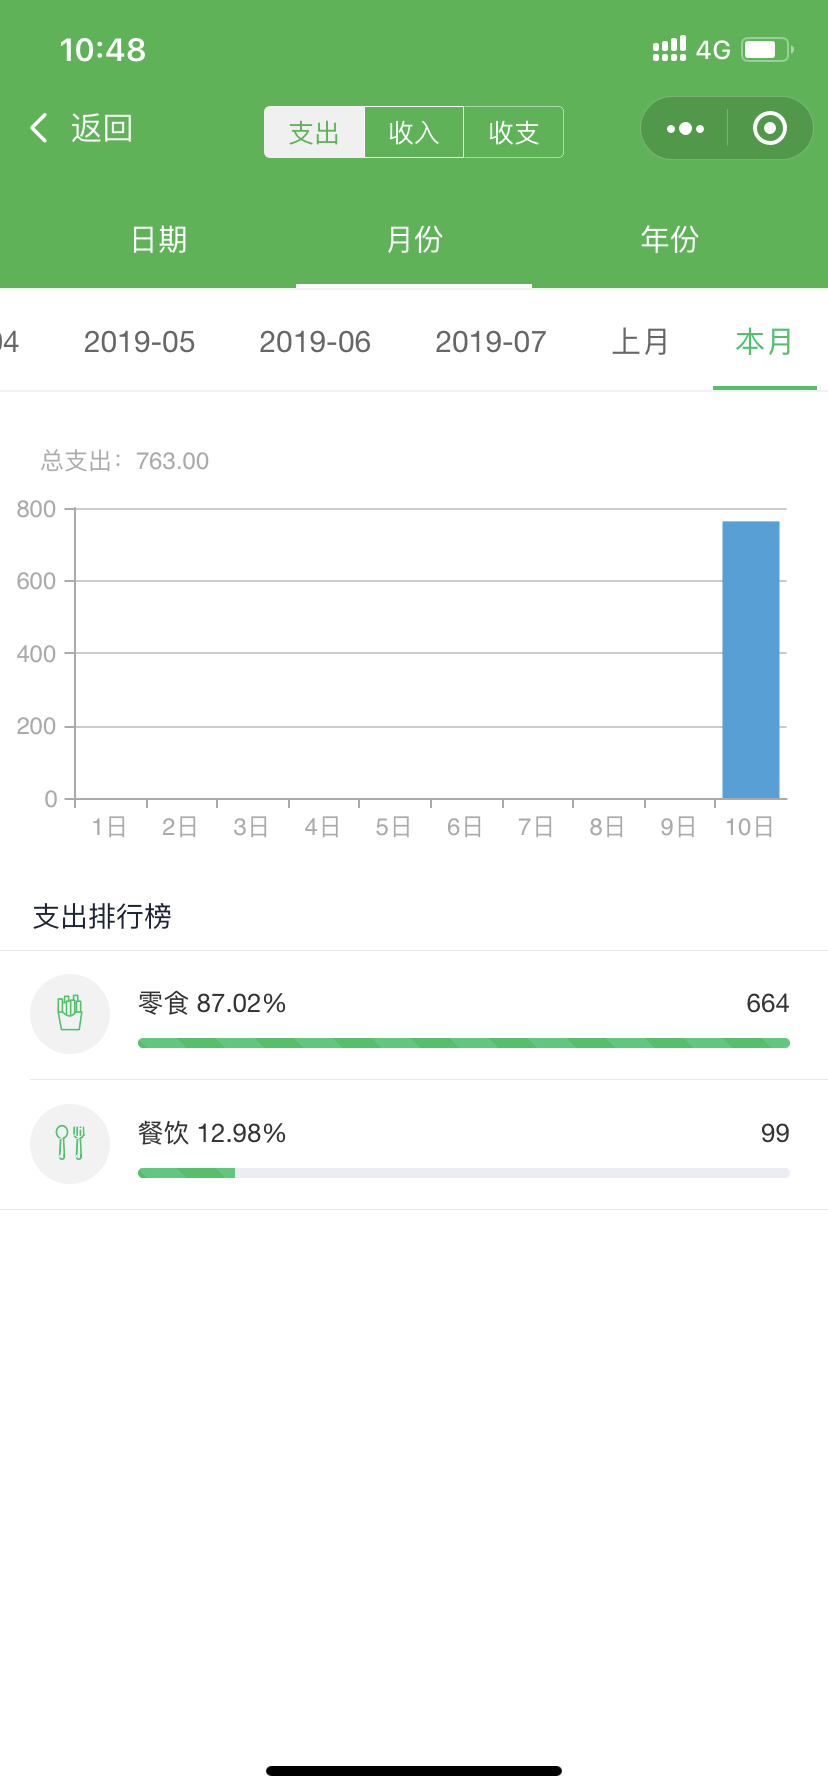 10:48 4G
返回 支出 收入 收支
日期 月份 年份
04 2019-05 2019-06 2019-07 上月 本月
总支出：763.00
800
600
400
200
0
1日 2日 3日 4日 5日 6日 7日 8日 9日 10日
支出排行榜
零食 87.02% 664
餐饮 12.98% 99